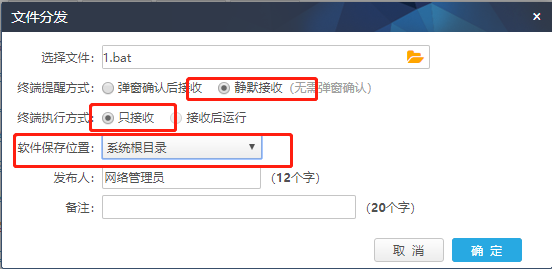 文件分发 ×
选择文件: 1.bat
终端提醒方式: 弹窗确认后接收 静默接收 (无需弹窗确认)
终端执行方式: 只接收 接收后运行
软件保存位置: 系统根目录
发布人: 网络管理员 (12个字)
备注: (20个字)
取 消 确 定